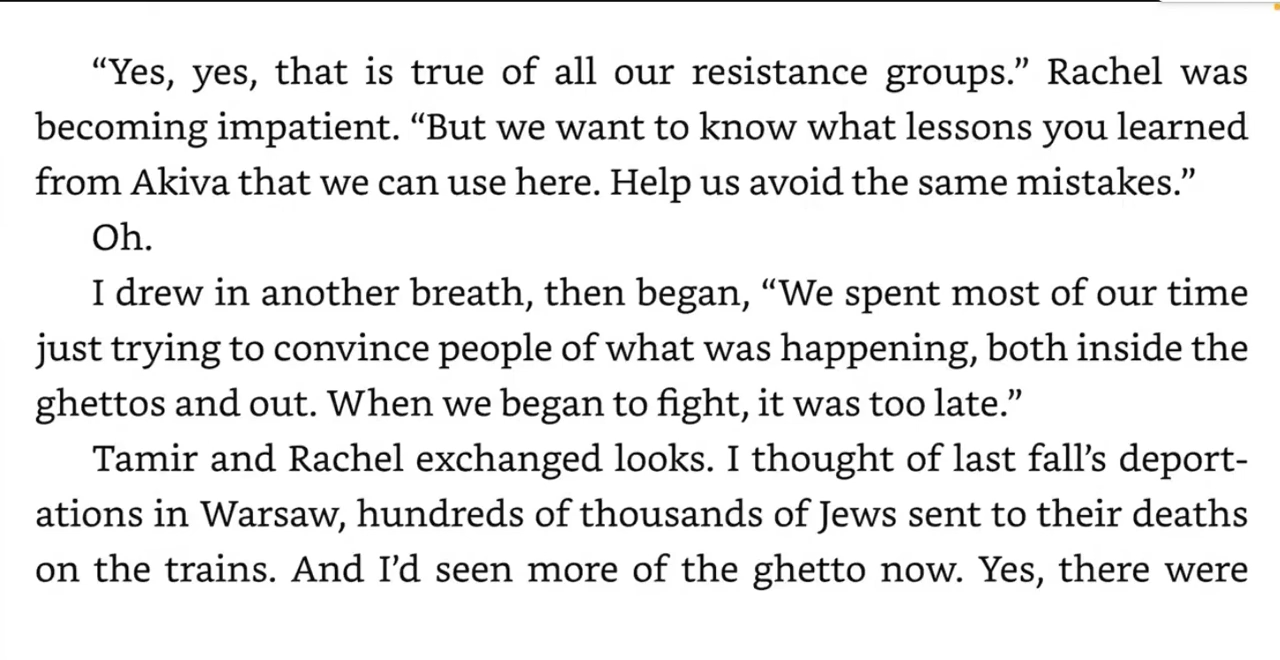 “Yes, yes, that is true of all our resistance groups.” Rachel was
becoming impatient. “But we want to know what lessons you learned
from Akiva that we can use here. Help us avoid the same mistakes.”
Oh.
I drew in another breath, then began, “We spent most of our time
just trying to convince people of what was happening, both inside the
ghettos and out. When we began to fight, it was too late.”
Tamir and Rachel exchanged looks. I thought of last fall’s deport-
ations in Warsaw, hundreds of thousands of Jews sent to their deaths
on the trains. And I’d seen more of the ghetto now. Yes, there were